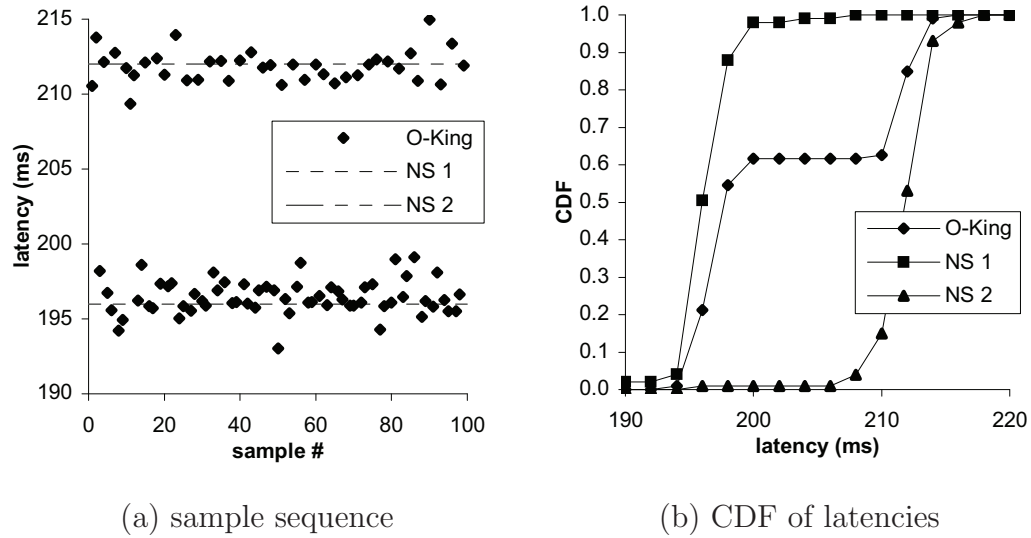 215
210
205
200
195
190
latency (ms)
O-King
NS 1
NS 2
0
20
40
60
80
100
sample #
(a) sample sequence
1.0
0.9
0.8
0.7
0.6
0.5
0.4
0.3
0.2
0.1
0.0
CDF
O-King
NS 1
NS 2
190
200
210
220
latency (ms)
(b) CDF of latencies